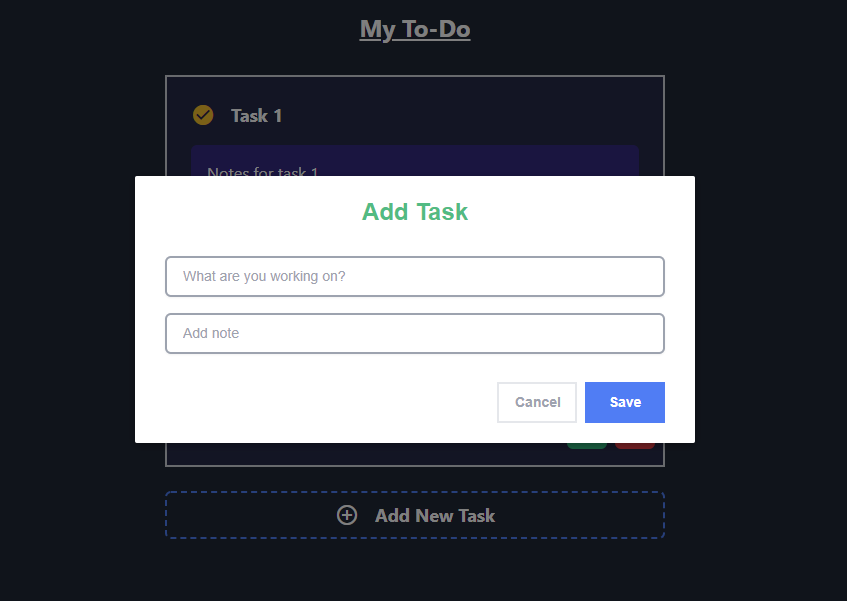 My To-Do
Task 1
Notes for task 1
Add Task
What are you working on?
Add note
Cancel
Save
Add New Task